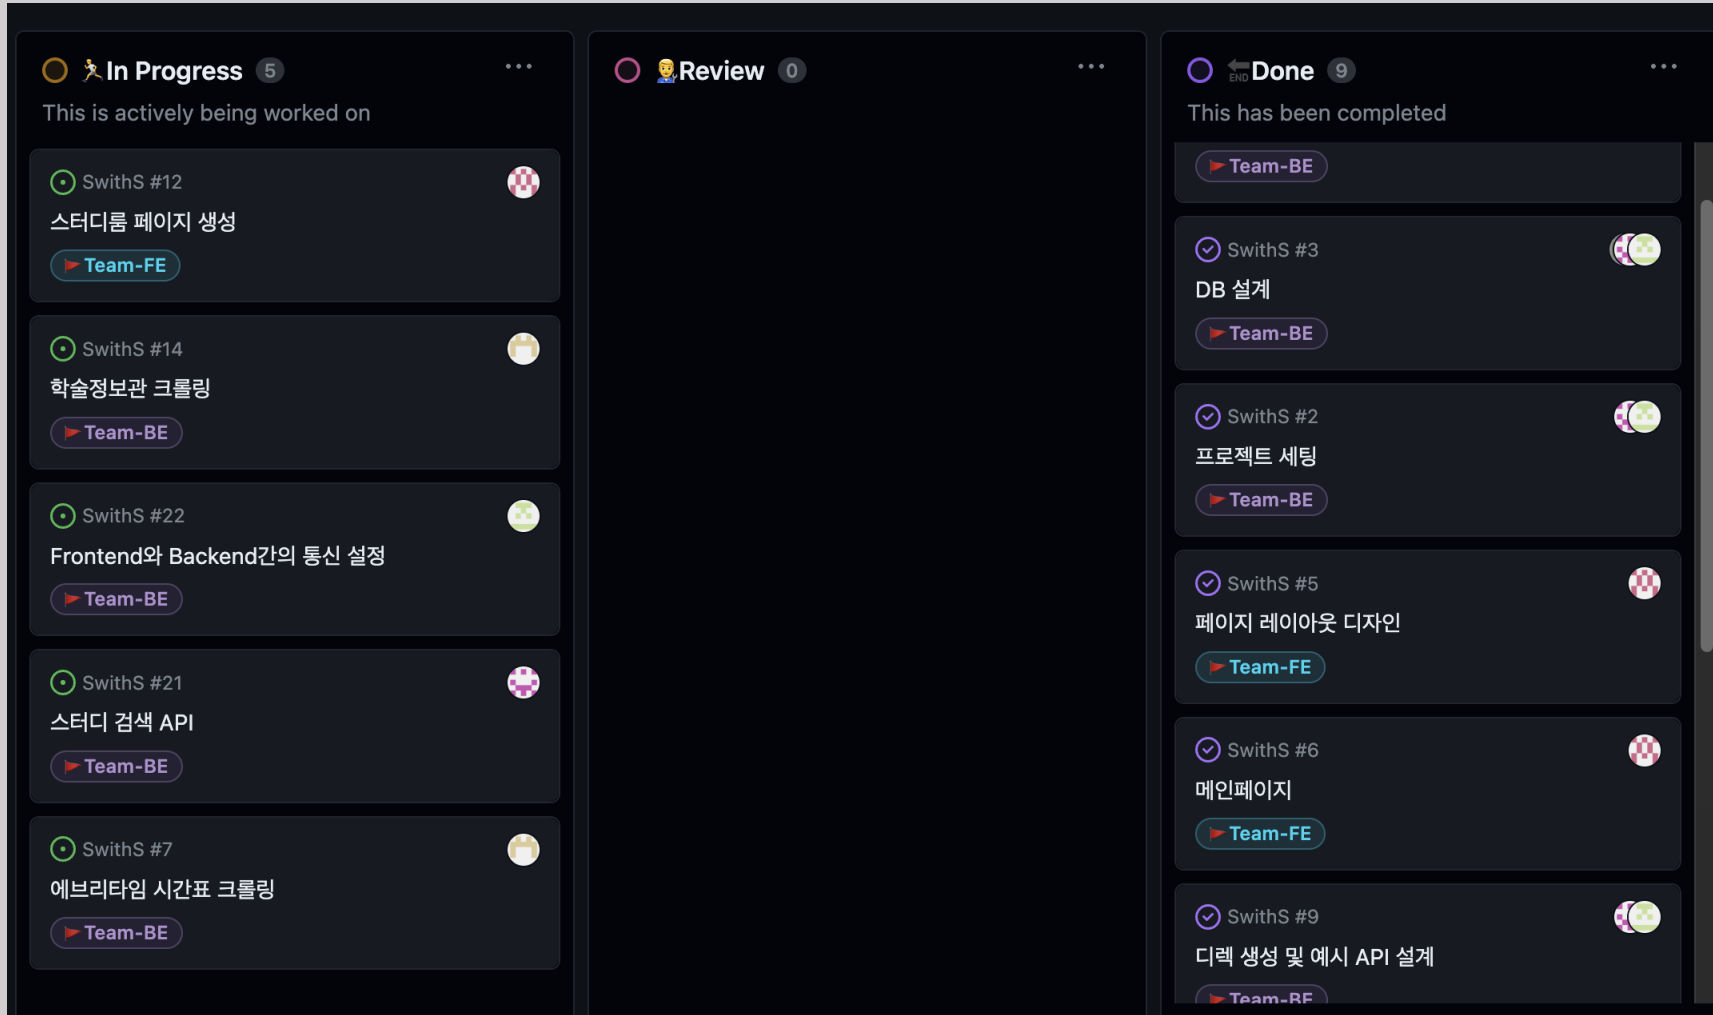 In Progress 5
This is actively being worked on
SwithS #12
스터디룸 페이지 생성
Team-FE
SwithS #14
학술정보관 크롤링
Team-BE
SwithS #22
Frontend와 Backend간의 통신 설정
Team-BE
SwithS #21
스터디 검색 API
Team-BE
SwithS #7
에브리타임 시간표 크롤링
Team-BE
Review 0
END Done 9
This has been completed
Team-BE
SwithS #3
DB 설계
Team-BE
SwithS #2
프로젝트 세팅
Team-BE
SwithS #5
페이지 레이아웃 디자인
Team-FE
SwithS #6
메인페이지
Team-FE
SwithS #9
디렉 생성 및 예시 API 설계
Team-BE